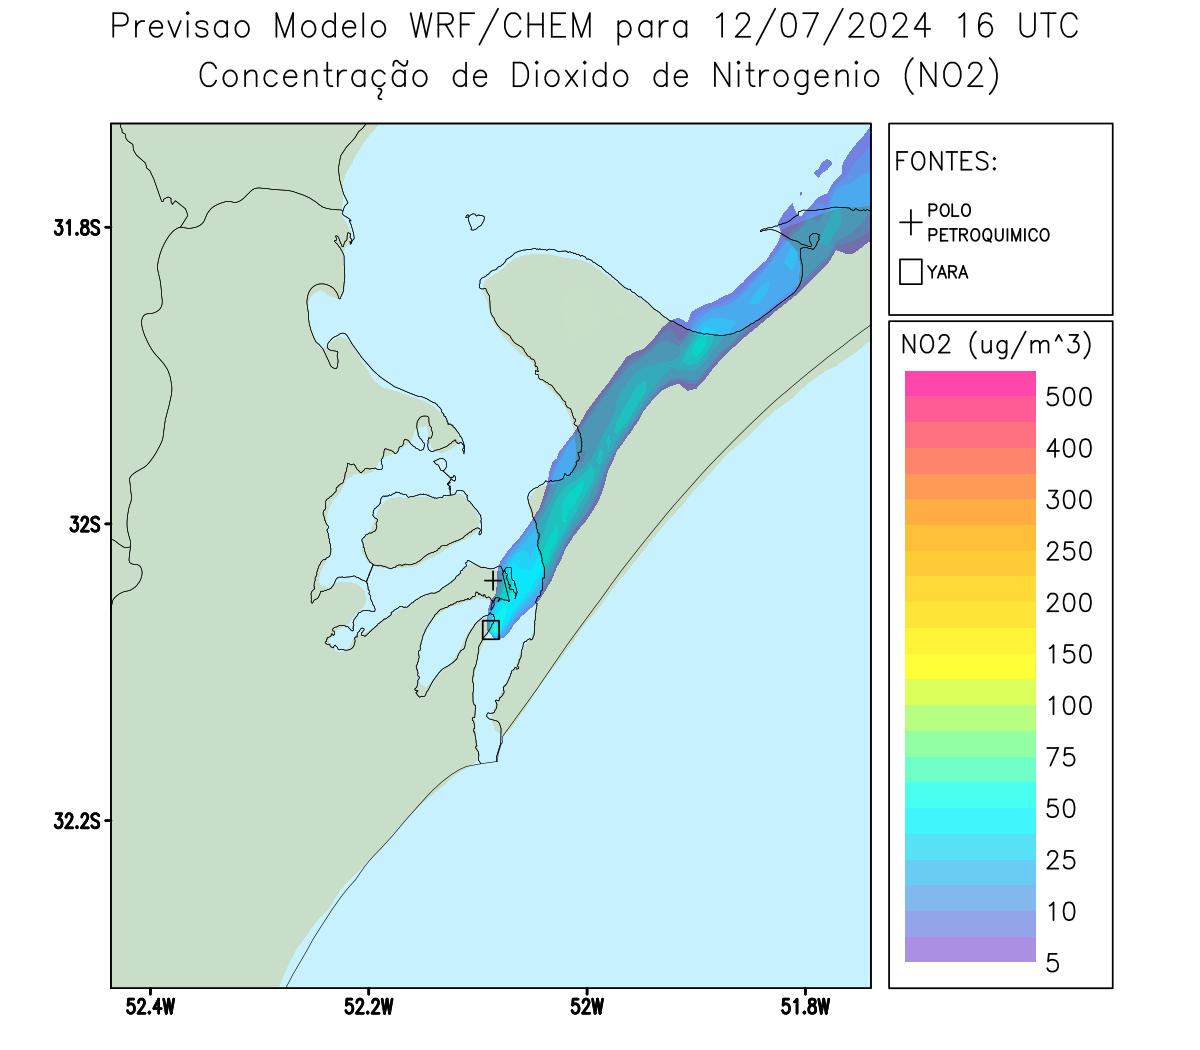 Previsao Modelo WRF/CHEM para 12/07/2024 16 UTC
Concentração de Dioxido de Nitrogenio (NO2)
FONTES:
POLO
PETROQUIMICO
YARA
31.8S
32S
32.2S
52.4W
52.2W
52W
51.8W
NO2 (ug/m^3)
500
400
300
250
200
150
100
75
50
25
10
5